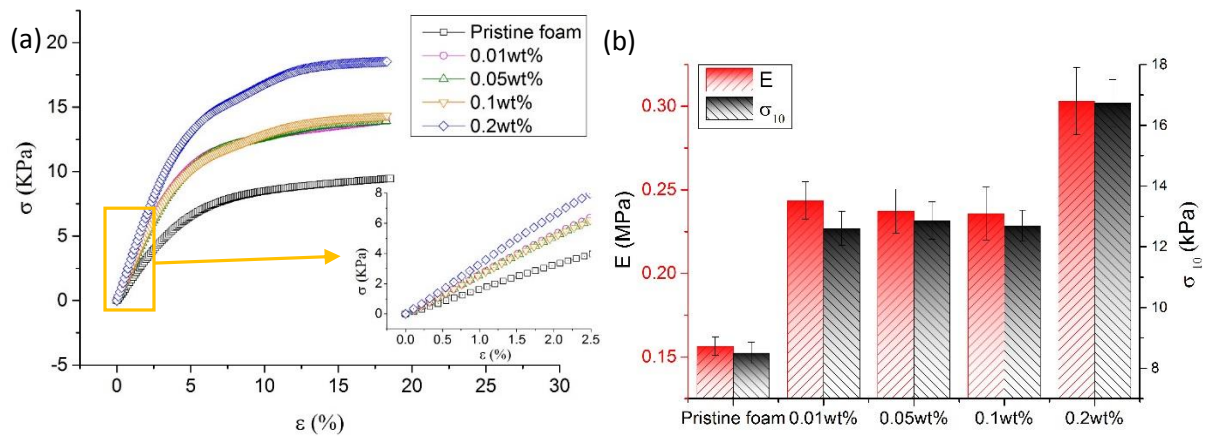 (a)
20
15
10
5
0
-5
σ (KPa)
0 5 10 15 20 25 30
ε (%)
Pristine foam
0.01wt%
0.05wt%
0.1wt%
0.2wt%
8
6
4
2
0
σ (KPa)
0.0 0.5 1.0 1.5 2.0 2.5
ε (%)
(b)
0.30
0.25
0.20
0.15
E (MPa)
E
σ10
18
16
14
12
10
8
σ10 (kPa)
Pristine foam 0.01wt% 0.05wt% 0.1wt% 0.2wt%